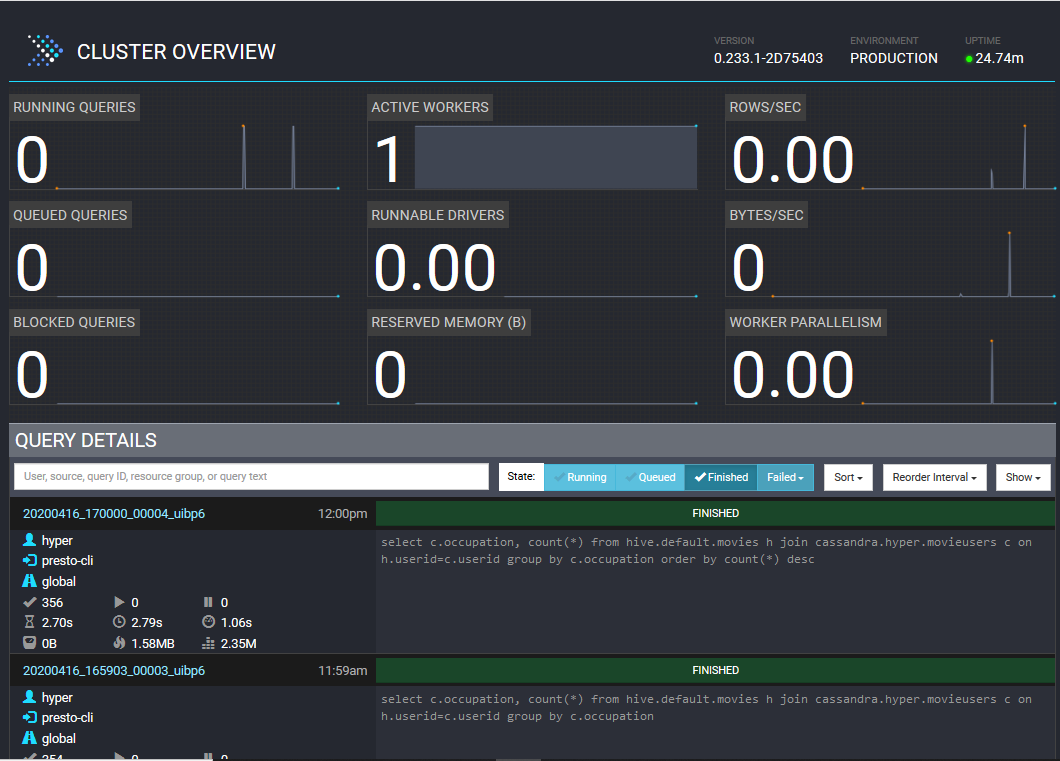 CLUSTER OVERVIEW
VERSION
0.233.1-2D75403
ENVIRONMENT
PRODUCTION
UPTIME
24.74m
RUNNING QUERIES
0
ACTIVE WORKERS
1
ROWS/SEC
0.00
QUEUED QUERIES
0
RUNNABLE DRIVERS
0.00
BYTES/SEC
0
BLOCKED QUERIES
0
RESERVED MEMORY (B)
0
WORKER PARALLELISM
0.00
QUERY DETAILS
User, source, query ID, resource group, or query text
State: Running Queued Finished Failed Sort Reorder Interval Show
20200416_170000_00004_uibp6 12:00pm FINISHED
hyper
presto-cli
global
356 0 0
2.70s 2.79s 1.06s
0B 1.58MB 2.35M
select c.occupation, count(*) from hive.default.movies h join cassandra.hyper.movieusers c on
h.userid=c.userid group by c.occupation order by count(*) desc
20200416_165903_00003_uibp6 11:59am FINISHED
hyper
presto-cli
global
354 0 0
select c.occupation, count(*) from hive.default.movies h join cassandra.hyper.movieusers c on
h.userid=c.userid group by c.occupation